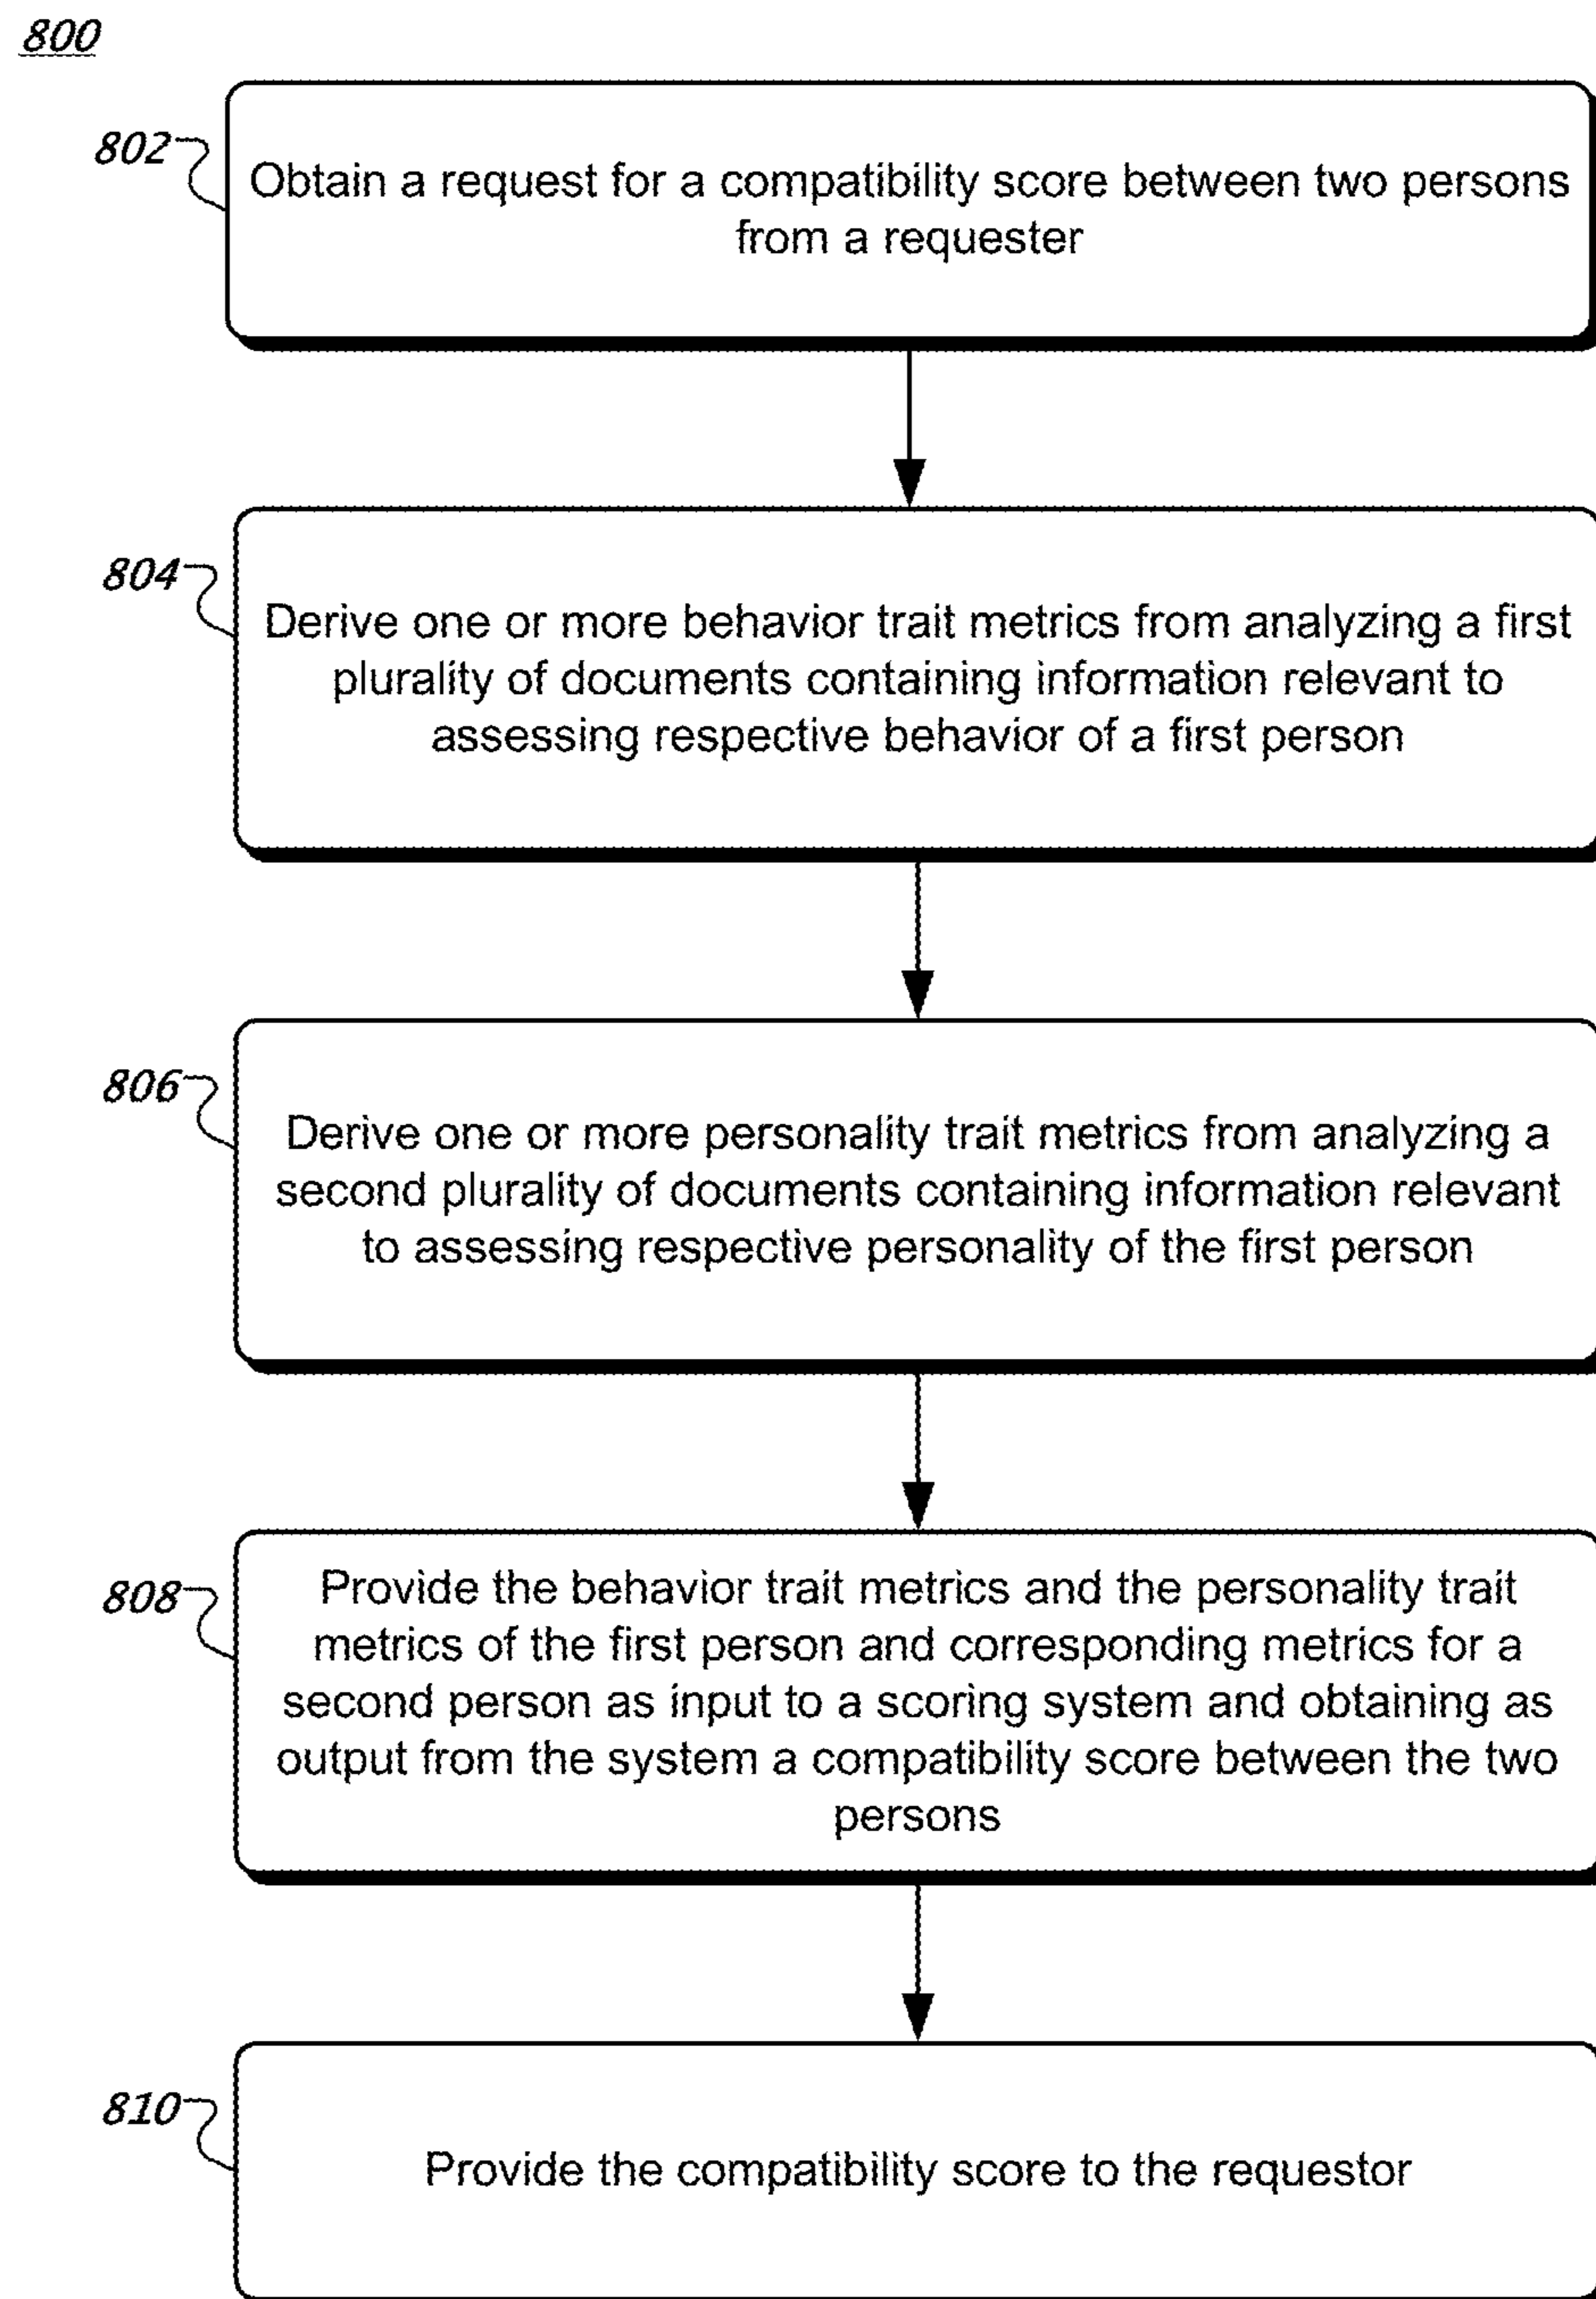 800
802
Obtain a request for a compatibility score between two persons
from a requester
804
Derive one or more behavior trait metrics from analyzing a first
plurality of documents containing information relevant to
assessing respective behavior of a first person
806
Derive one or more personality trait metrics from analyzing a
second plurality of documents containing information relevant
to assessing respective personality of the first person
808
Provide the behavior trait metrics and the personality trait
metrics of the first person and corresponding metrics for a
second person as input to a scoring system and obtaining as
output from the system a compatibility score between the two
persons
810
Provide the compatibility score to the requestor